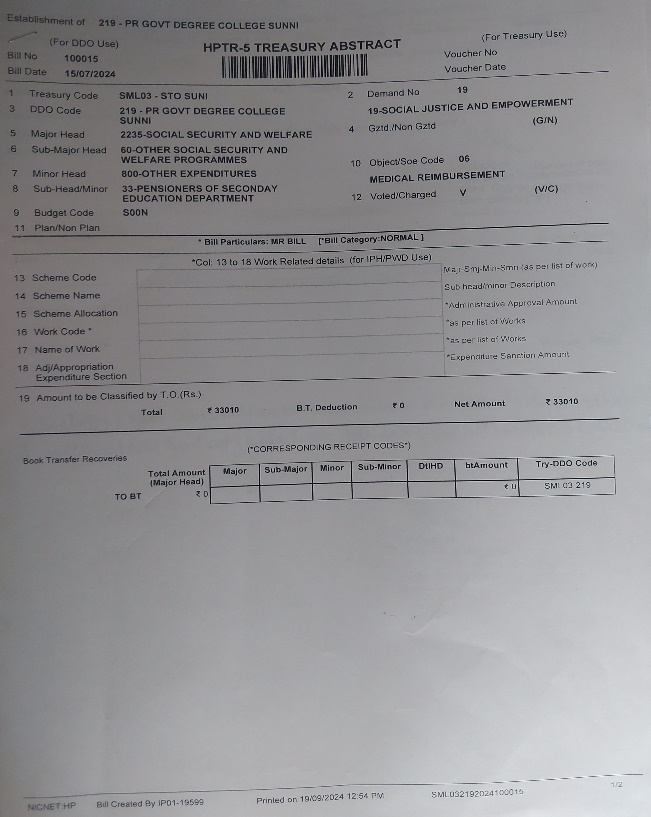 Establishment of 219 - PR GOVT DEGREE COLLEGE SUNNI
(For DDO Use) HPTR-5 TREASURY ABSTRACT (For Treasury Use)
Bill No 100015 Voucher No
Bill Date 15/07/2024 Voucher Date
1 Treasury Code SML03 - STO SUNI 2 Demand No 19
3 DDO Code 219 - PR GOVT DEGREE COLLEGE SUNNI 19-SOCIAL JUSTICE AND EMPOWERMENT
4 Gztd./Non Gztd (G/N)
5 Major Head 2235-SOCIAL SECURITY AND WELFARE
6 Sub-Major Head 60-OTHER SOCIAL SECURITY AND WELFARE PROGRAMMES
10 Object/Soe Code 06
7 Minor Head 800-OTHER EXPENDITURES MEDICAL REIMBURSEMENT
8 Sub-Head/Minor 33-PENSIONERS OF SECONDAY EDUCATION DEPARTMENT
12 Voted/Charged V (V/C)
9 Budget Code S00N
11 Plan/Non Plan
* Bill Particulars: MR BILL [*Bill Category:NORMAL ]
*Col: 13 to 18 Work Related details (for IPH/PWD Use)
13 Scheme Code Maj-Smj-Min-Smn (as per list of work)
14 Scheme Name Sub head/minor Description
15 Scheme Allocation *Administrative Approval Amount
16 Work Code * *as per list of Works
17 Name of Work *as per list of Works
18 Adj/Appropriation Expenditure Section *Expenditure Sanction Amount
19 Amount to be Classified by T.O.(Rs.)
Total ₹ 33010 B.T. Deduction ₹ 0 Net Amount ₹ 33010
(*CORRESPONDING RECEIPT CODES*)
Book Transfer Recoveries
Total Amount (Major Head) Major Sub-Major Minor Sub-Minor DtlHD btAmount Try-DDO Code
TO BT ₹ 0 ₹ 0 SML03 219
1/2
NICNET.HP Bill Created By IP01-19599 Printed on 19/09/2024 12:54 PM SML032192024100015